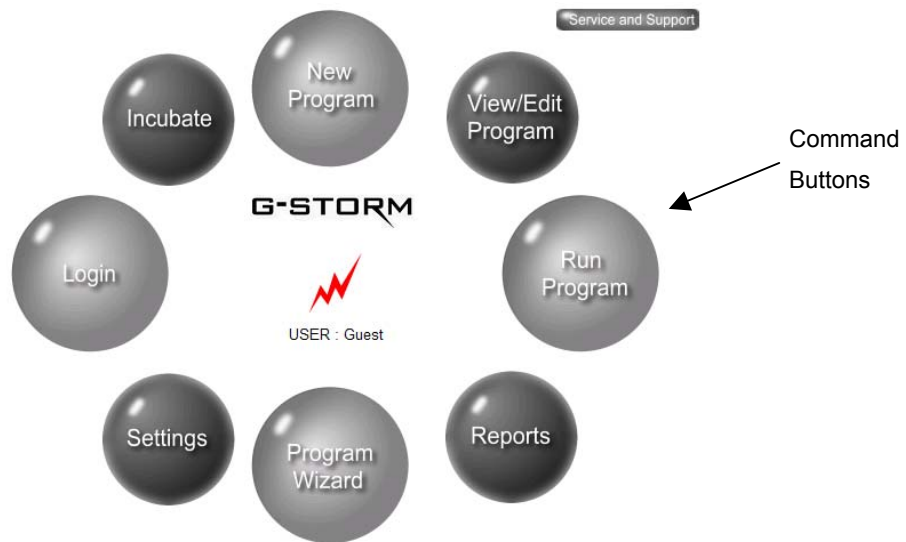 Service and Support
New
Program
Incubate
View/Edit
Program
Command
Buttons
G-STORM
Login
Run
Program
USER : Guest
Settings
Program
Wizard
Reports